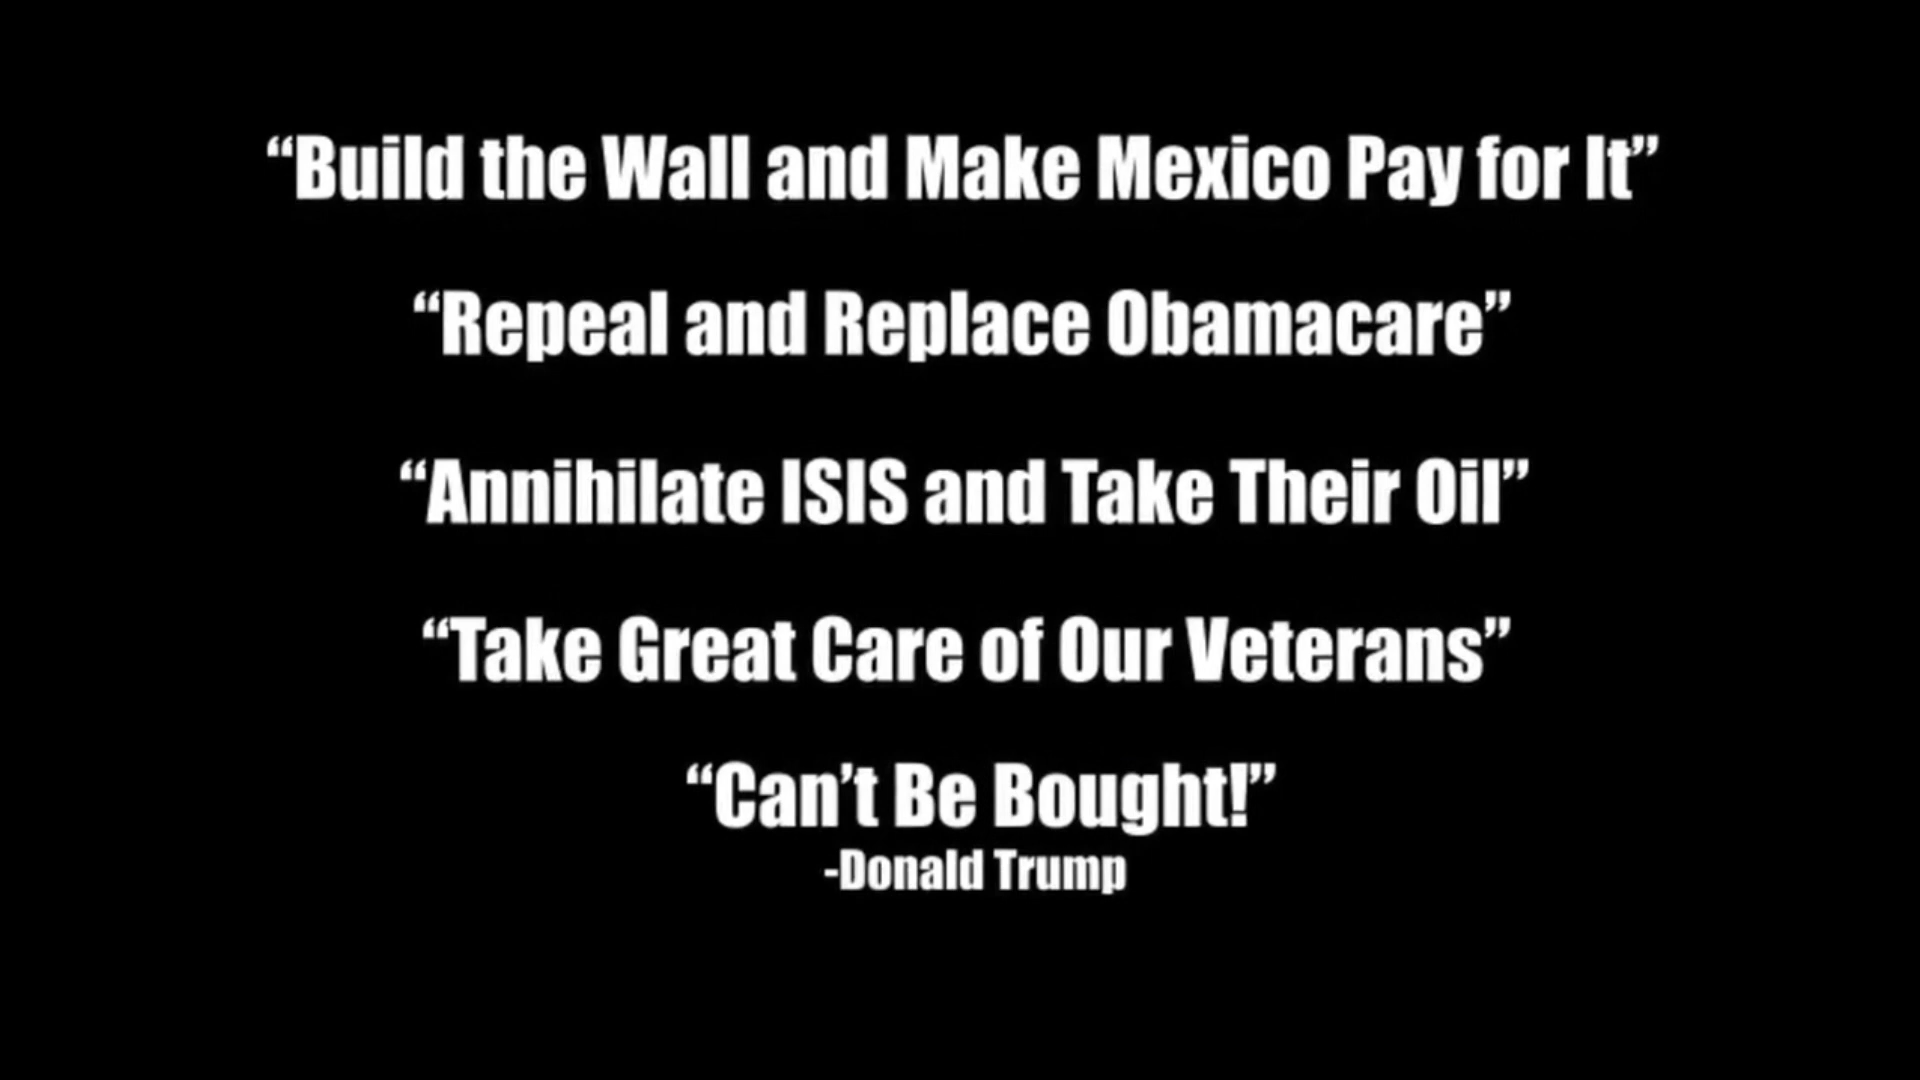 “Build the Wall and Make Mexico Pay for It”
“Repeal and Replace Obamacare”
“Annihilate ISIS and Take Their Oil”
“Take Great Care of Our Veterans”
“Can’t Be Bought!”
-Donald Trump